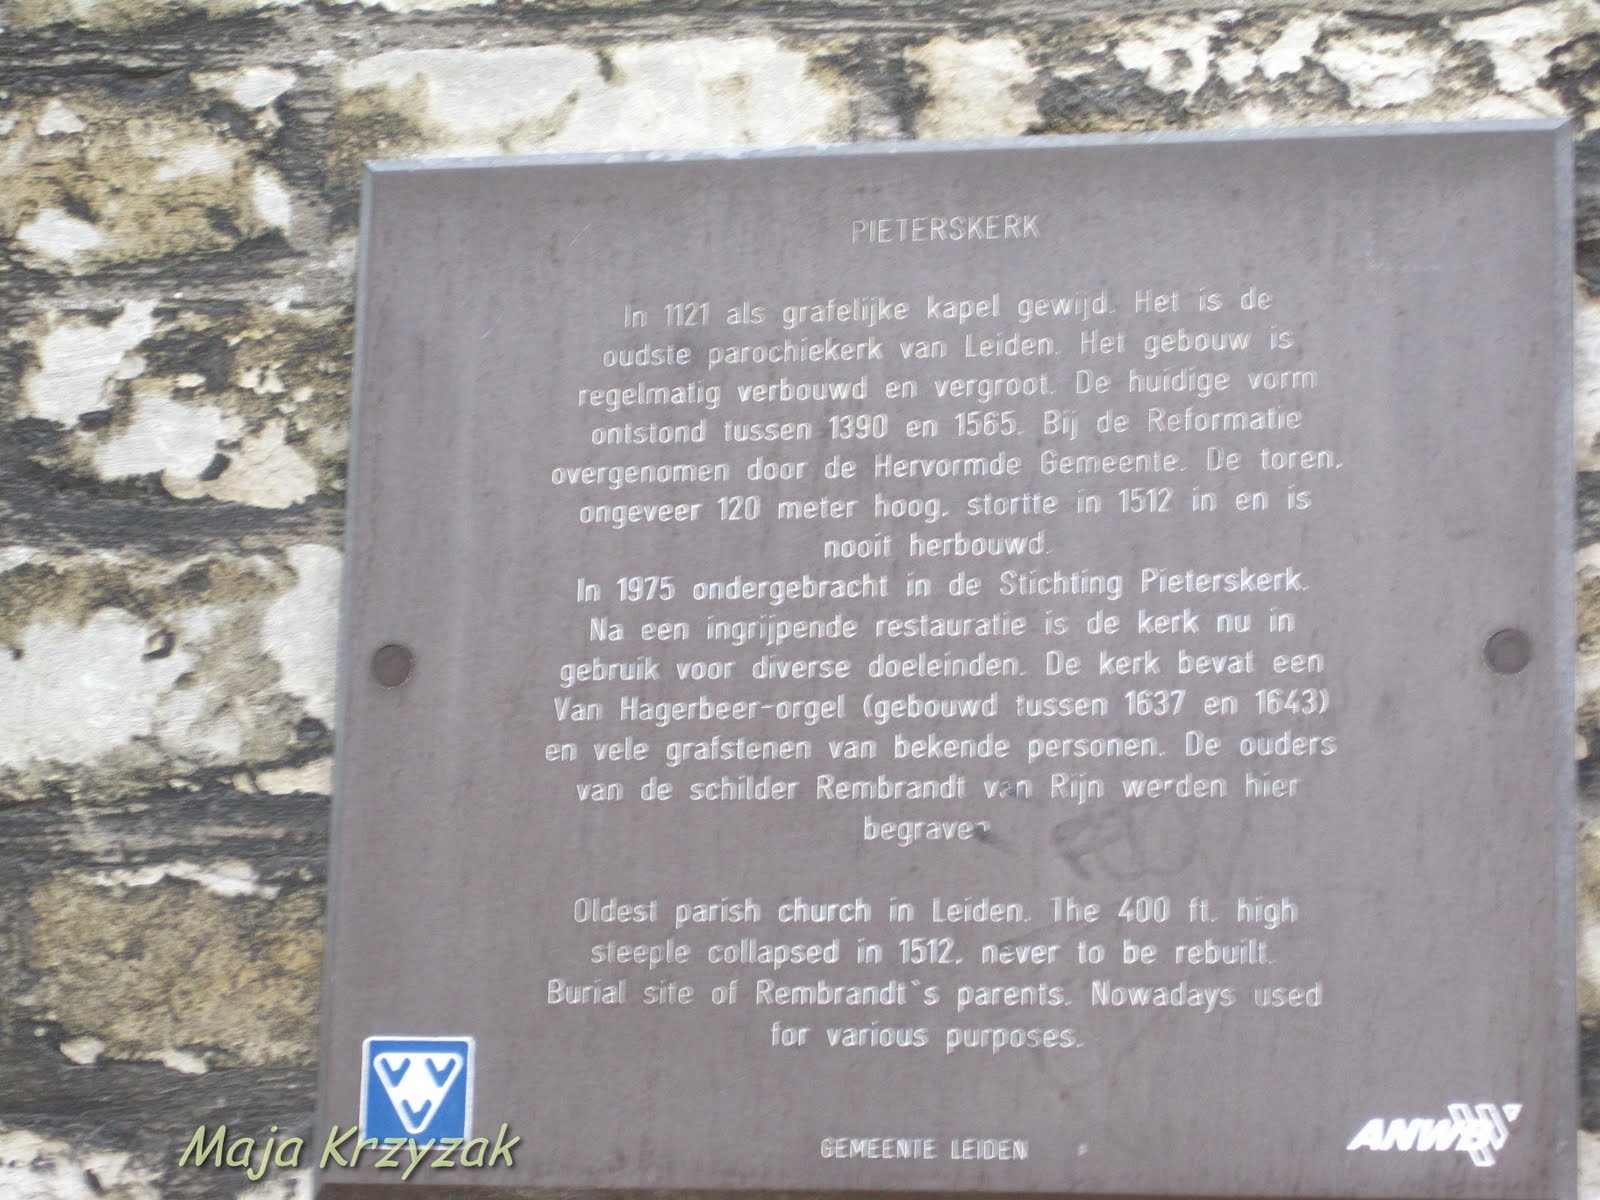 PIETERSKERK
In 1121 als grafelijke kapel gewijd. Het is de
oudste parochiekerk van Leiden. Het gebouw is
regelmatig verbouwd en vergroot. De huidige vorm
ontstond tussen 1390 en 1565. Bij de Reformatie
overgenomen door de Hervormde Gemeente. De toren,
ongeveer 120 meter hoog, stortte in 1512 in en is
nooit herbouwd.
In 1975 ondergebracht in de Stichting Pieterskerk.
Na een ingrijpende restauratie is de kerk nu in
gebruik voor diverse doeleinden. De kerk bevat een
Van Hagerbeer-orgel (gebouwd tussen 1637 en 1643)
en vele grafstenen van bekende personen. De ouders
van de schilder Rembrandt van Rijn werden hier
begraven
Oldest parish church in Leiden. The 400 ft. high
steeple collapsed in 1512, never to be rebuilt.
Burial site of Rembrandt`s parents. Nowadays used
for various purposes.
GEMEENTE LEIDEN
ANWB
Maja Krzyzak